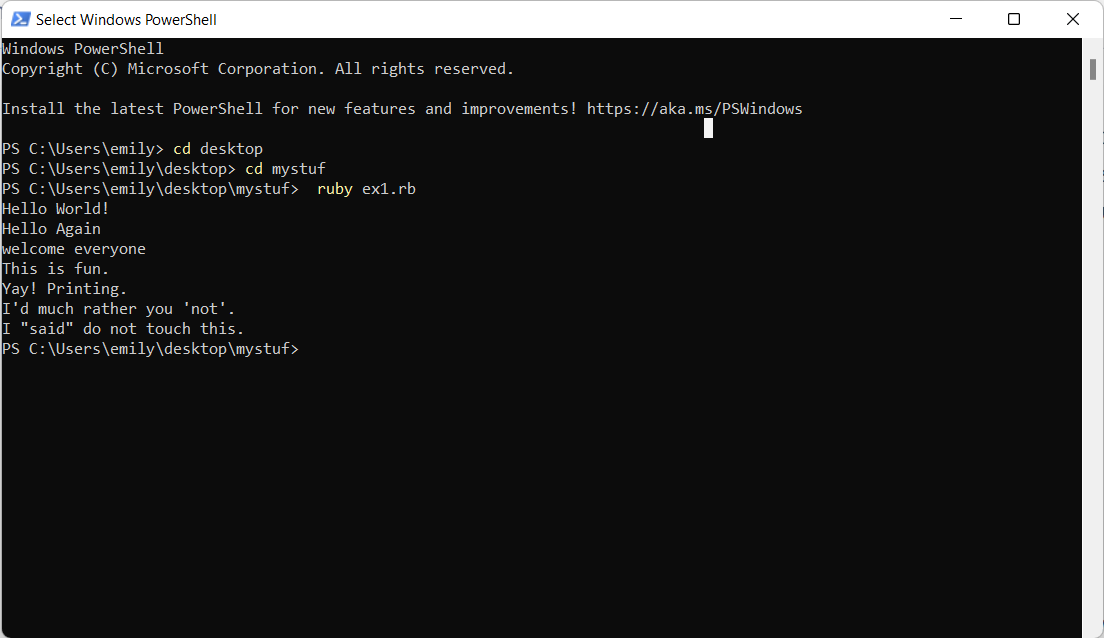 Select Windows PowerShell
Windows PowerShell
Copyright (C) Microsoft Corporation. All rights reserved.
Install the latest PowerShell for new features and improvements! https://aka.ms/PSWindows
PS C:\Users\emily> cd desktop
PS C:\Users\emily\desktop> cd mystuf
PS C:\Users\emily\desktop\mystuf>  ruby ex1.rb
Hello World!
Hello Again
welcome everyone
This is fun.
Yay! Printing.
I'd much rather you 'not'.
I "said" do not touch this.
PS C:\Users\emily\desktop\mystuf>